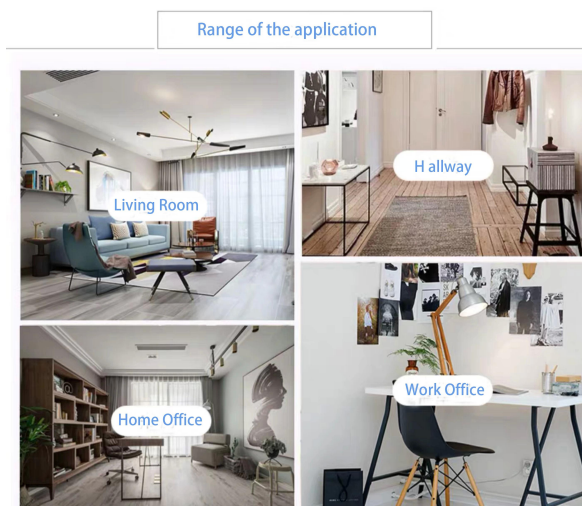 Range of the application
Living Room
H allway
Home Office
Work Office